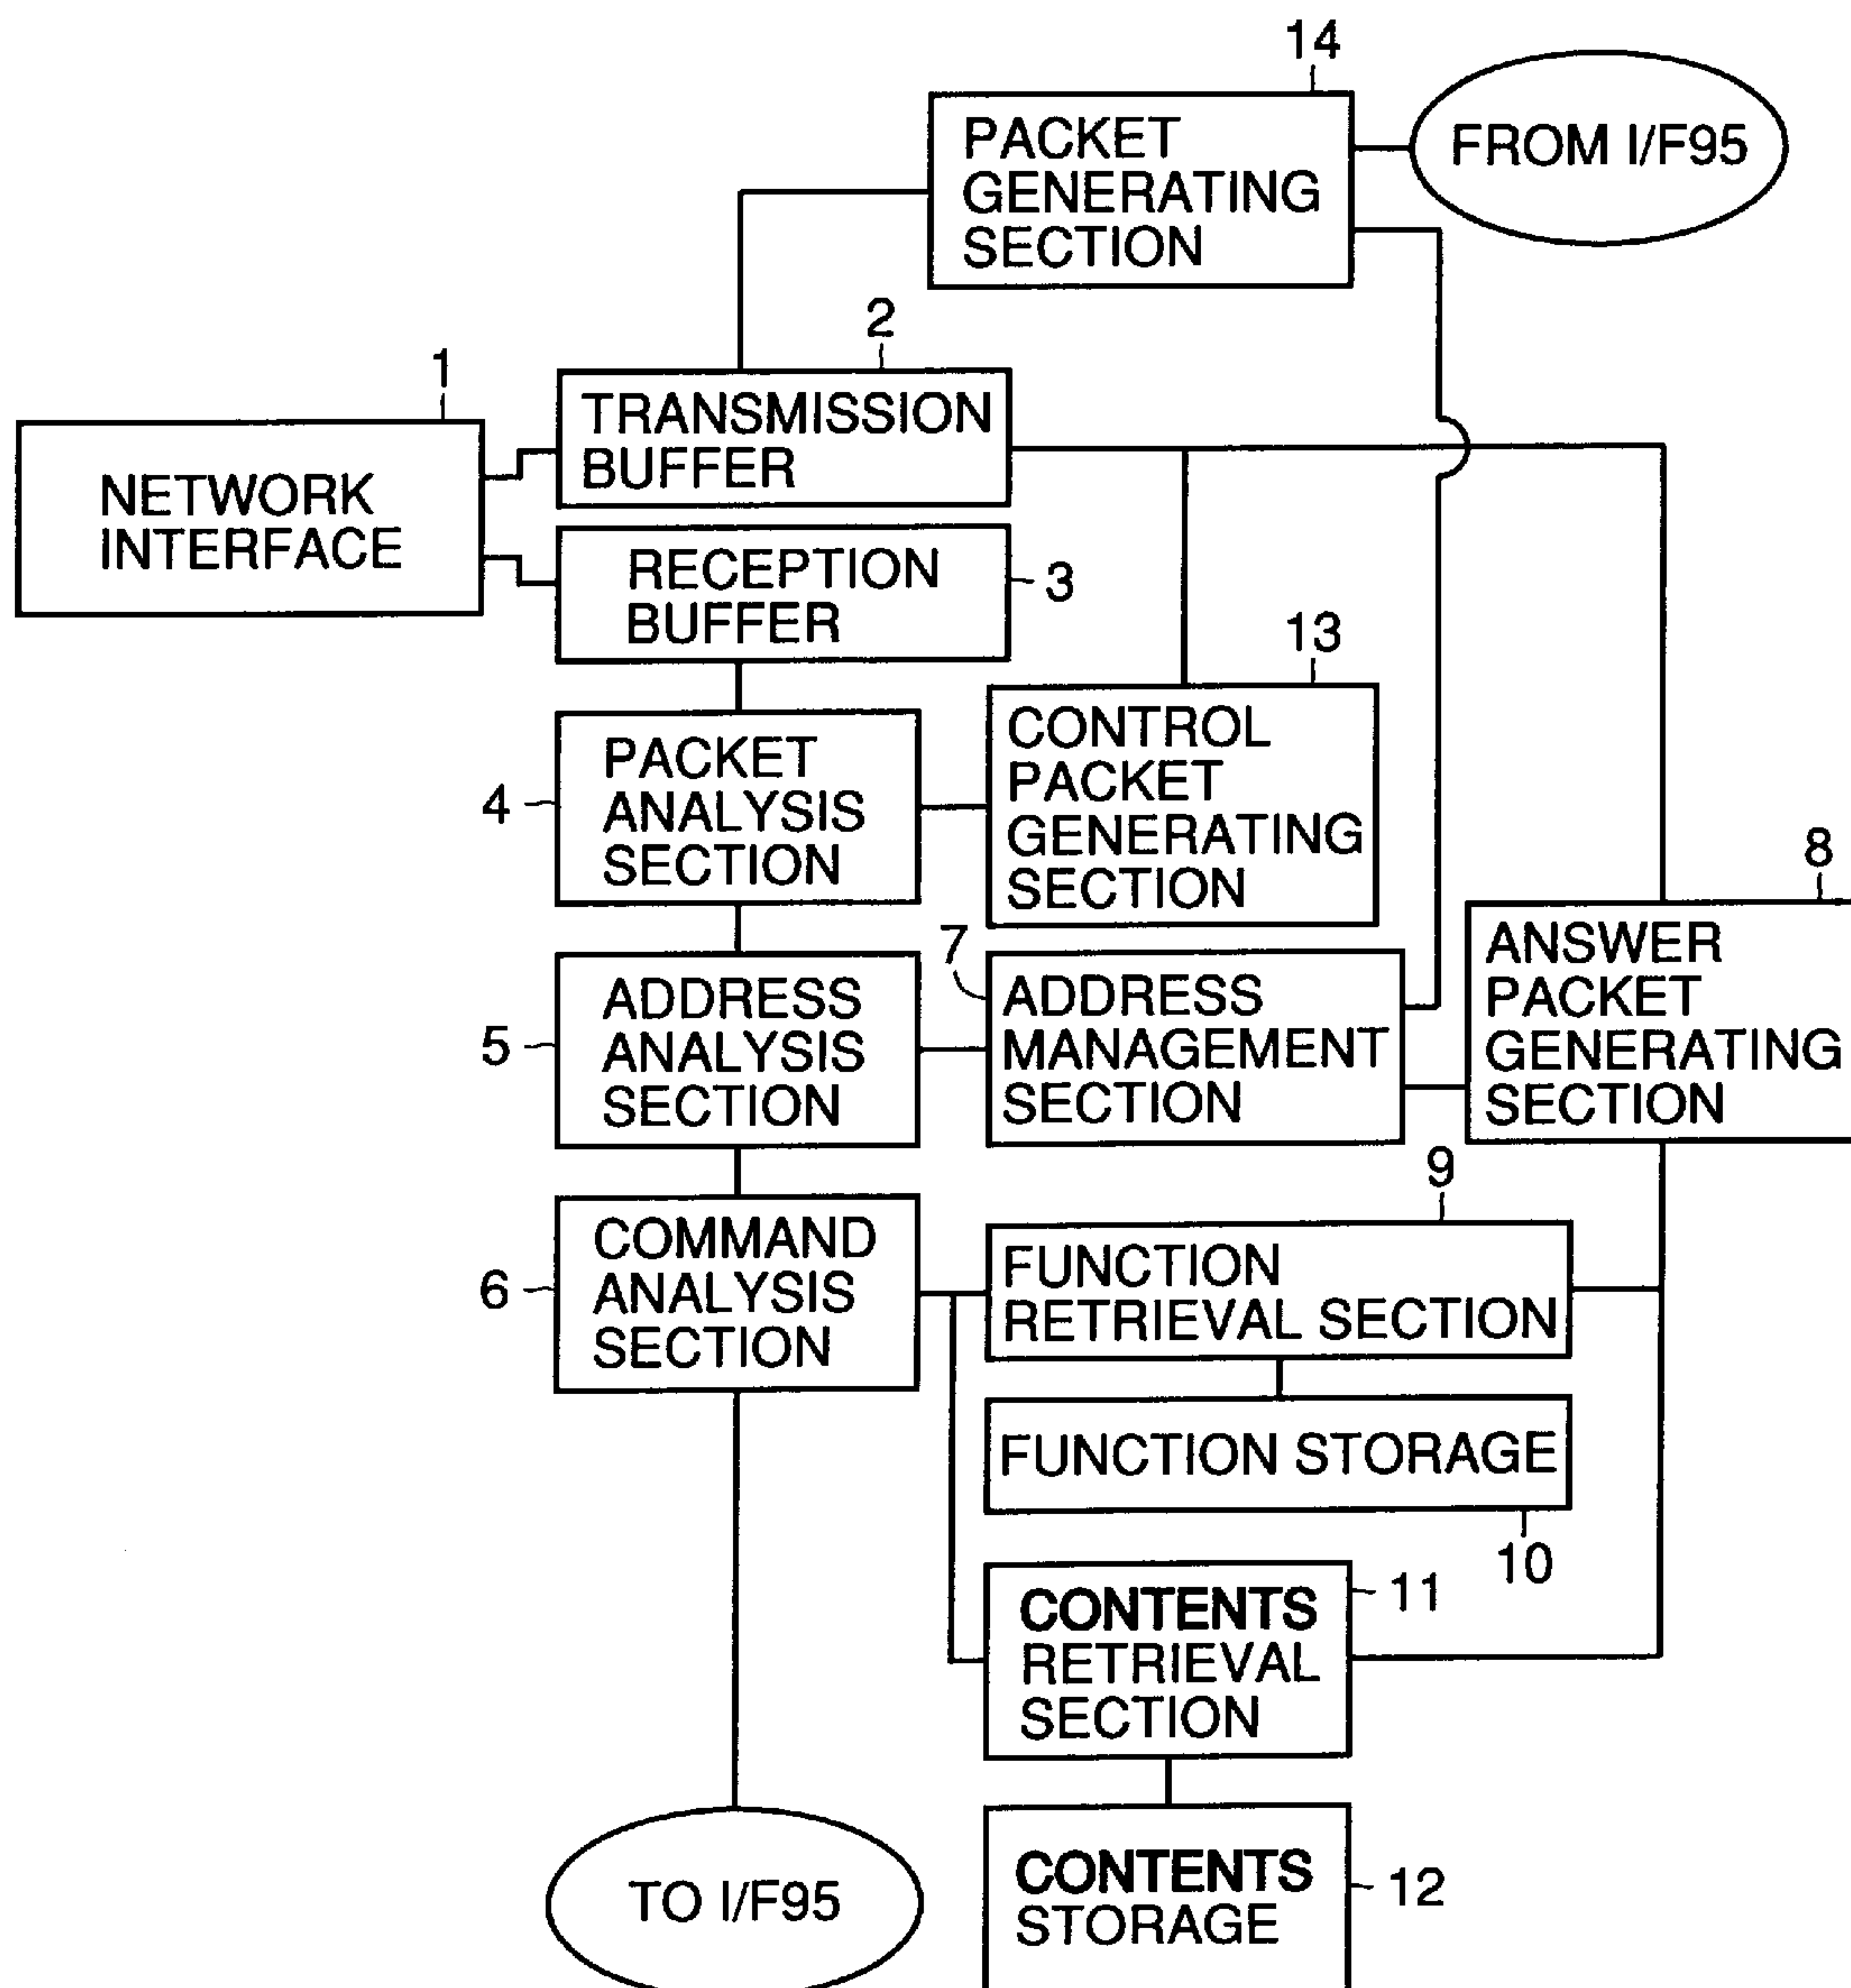 14
PACKET
GENERATING
SECTION
FROM I/F95
2
1
TRANSMISSION
BUFFER
NETWORK
INTERFACE
RECEPTION
BUFFER
3
13
CONTROL
PACKET
GENERATING
SECTION
PACKET
ANALYSIS
SECTION
4
8
7
ANSWER
PACKET
GENERATING
SECTION
ADDRESS
ANALYSIS
SECTION
5
ADDRESS
MANAGEMENT
SECTION
9
COMMAND
ANALYSIS
SECTION
6
FUNCTION
RETRIEVAL SECTION
FUNCTION STORAGE
10
CONTENTS
RETRIEVAL
SECTION
11
TO I/F95
CONTENTS
STORAGE
12